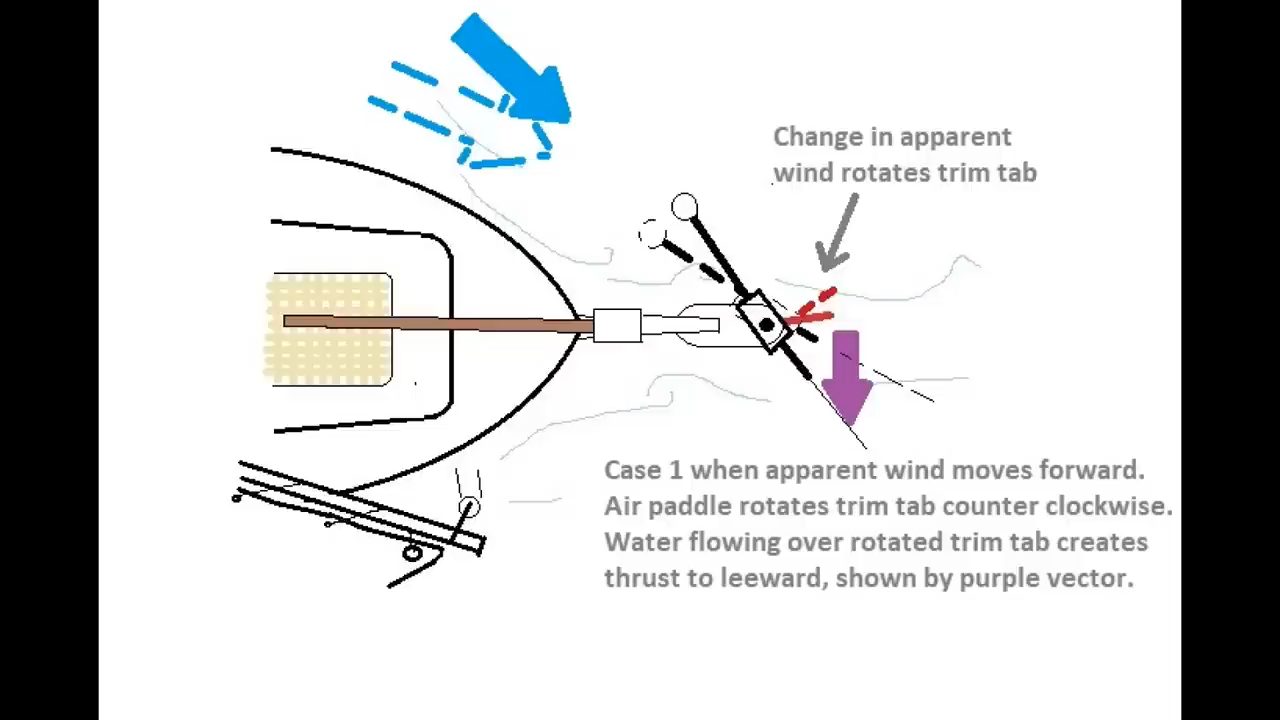 Change in apparent
wind rotates trim tab
Case 1 when apparent wind moves forward.
Air paddle rotates trim tab counter clockwise.
Water flowing over rotated trim tab creates
thrust to leeward, shown by purple vector.